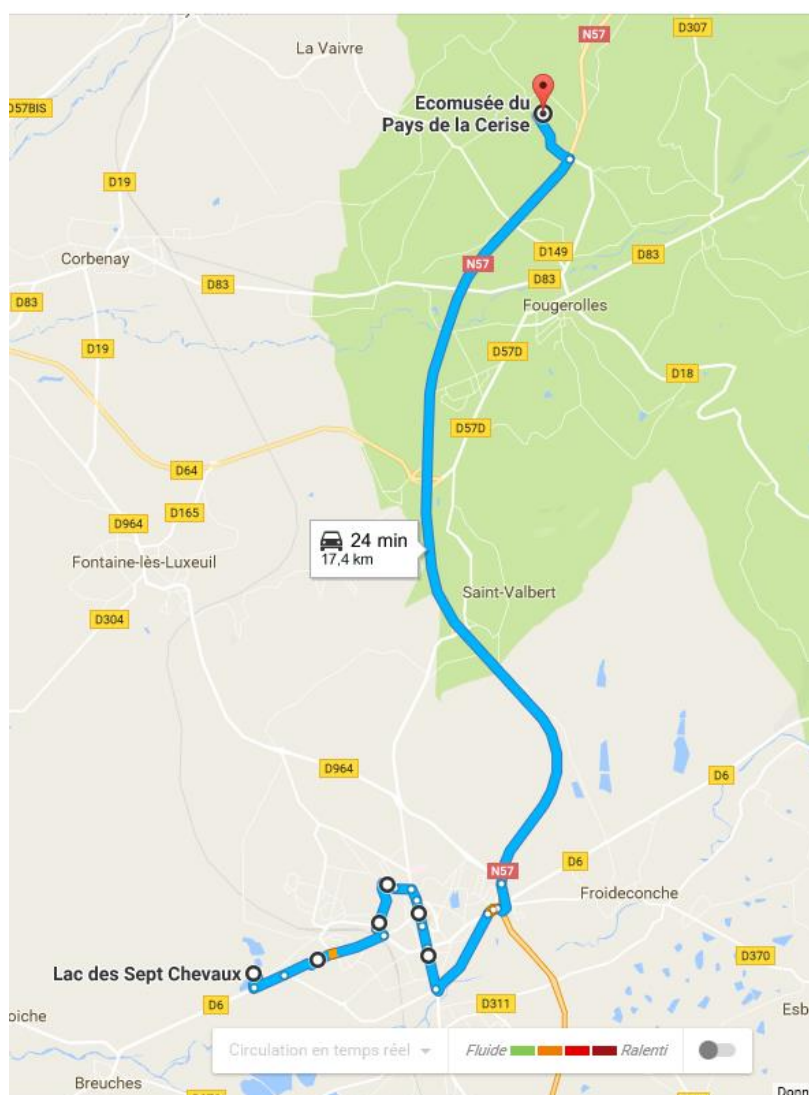 N57
D307
La Vaivre
D57BIS
Ecomusée du
Pays de la Cerise
D19
N57
D149
D83
D83
Corbenay
D83
D83
Fougerolles
D19
D57D
D18
D57D
D64
D964
D165
24 min
17,4 km
Fontaine-lès-Luxeuil
Saint-Valbert
D304
D964
D6
N57
D6
Froideconche
D370
Lac des Sept Chevaux
D6
D311
Esb
oiche
Circulation en temps réel
Fluide
Ralenti
Breuches
Donn